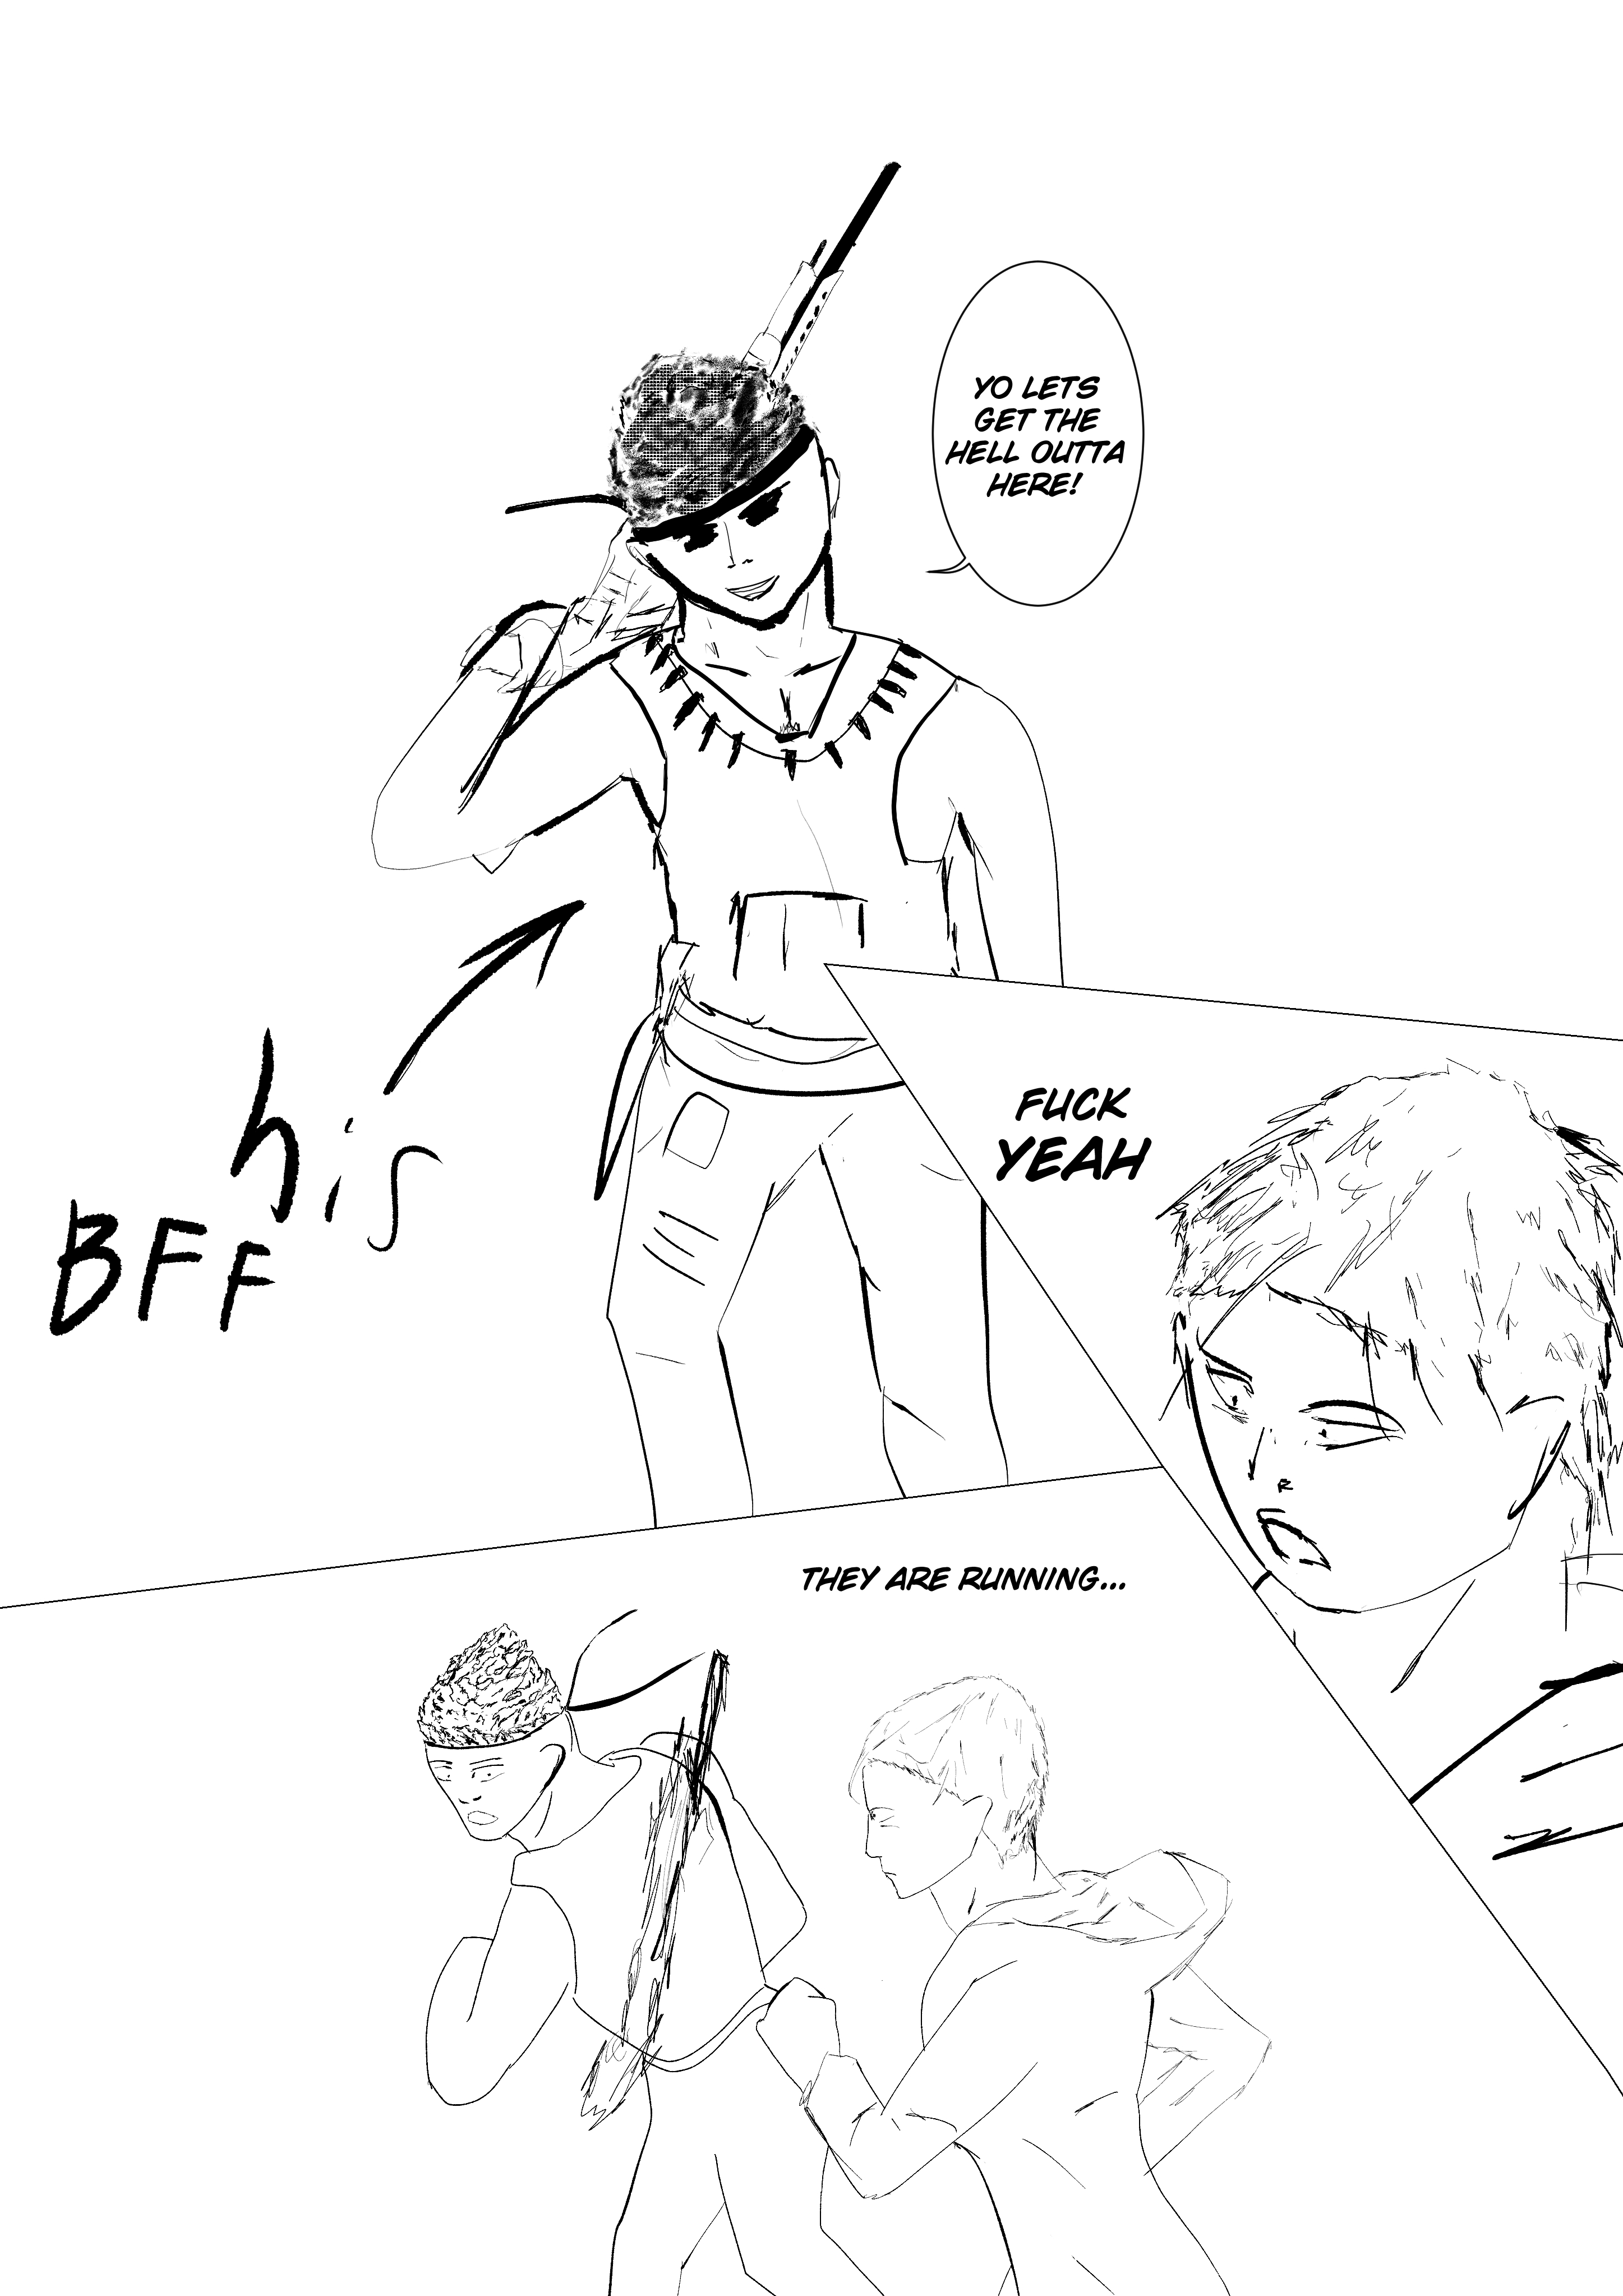 YO LETS
GET THE
HELL OUTTA
HERE!
his
BFF
FUCK
YEAH
THEY ARE RUNNING...